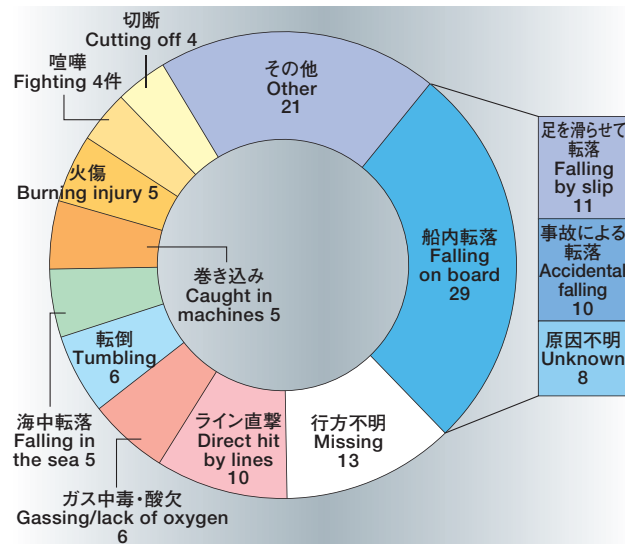 切断
Cutting off 4
喧嘩
Fighting 4件
火傷
Burning injury 5
巻き込み
Caught in
machines 5
転倒
Tumbling
6
海中転落
Falling in
the sea 5
ガス中毒・酸欠
Gassing/lack of oxygen
6
ライン直撃
Direct hit
by lines
10
行方不明
Missing
13
船内転落
Falling
on board
29
その他
Other
21
足を滑らせて
転落
Falling
by slip
11
事故による
転落
Accidental
falling
10
原因不明
Unknown
8